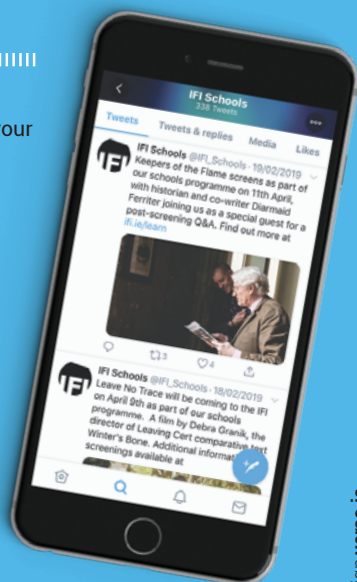 your
IFI Schools
338 Tweets
Tweets Tweets & replies Media Likes
IFI Schools @IFI_Schools · 19/02/2019
Keepers of the Flame screens as part of
our schools programme on 11th April,
with historian and co-writer Diarmaid
Ferriter joining us as a special guest for a
post-screening Q&A. Find out more at
ifi.ie/learn
IFI
3
4
IFI Schools @IFI_Schools · 18/02/2019
Leave No Trace will be coming to the IFI
on April 9th as part of our schools
programme. A film by Debra Granik, the
director of Leaving Cert comparative text
Winter's Bone. Additional
screenings available at
IFI